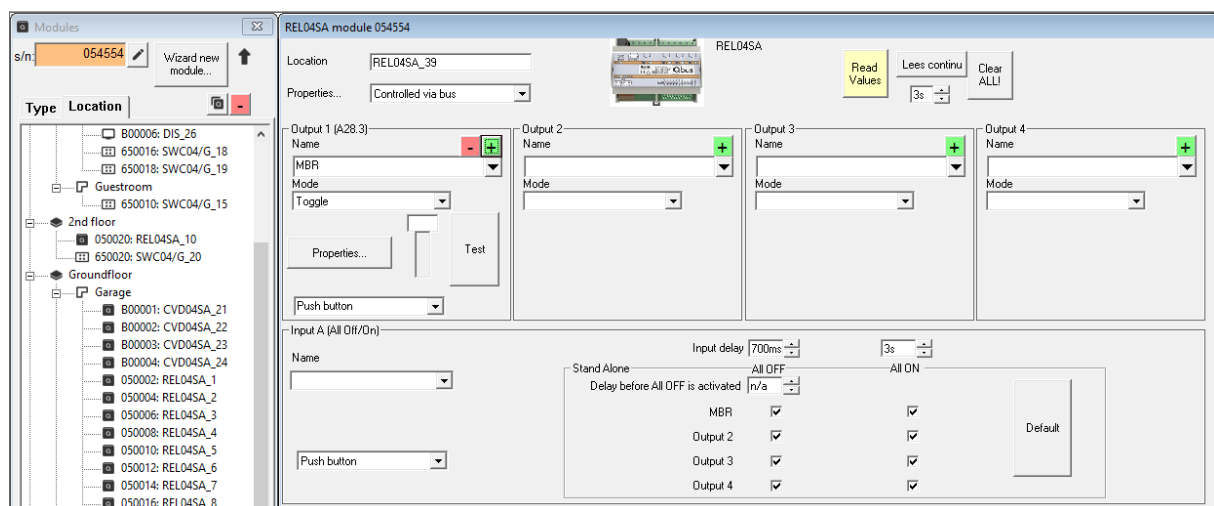 Modules
s/n: 054554 Wizard new module...
Type Location
B00006: DIS_26
650016: SWC04/G_18
650018: SWC04/G_19
Guestroom
650010: SWC04/G_15
2nd floor
050020: REL04SA_10
650020: SWC04/G_20
Groundfloor
Garage
B00001: CVD04SA_21
B00002: CVD04SA_22
B00003: CVD04SA_23
B00004: CVD04SA_24
050002: REL04SA_1
050004: REL04SA_2
050006: REL04SA_3
050008: REL04SA_4
050010: REL04SA_5
050012: REL04SA_6
050014: REL04SA_7
050016: REL04SA_8
REL04SA module 054554
Location REL04SA_39
Properties... Controlled via bus
Qbus
REL04SA
Read Values
Lees continu
3s
Clear ALL!
Output 1 (A28.3)
Name
- +
MBR
Mode
Toggle
Properties...
Test
Push button
Output 2
Name
+
Mode
Output 3
Name
+
Mode
Output 4
Name
+
Mode
Input A (All Off/On)
Name
Push button
Input delay 700ms 3s
Stand Alone All OFF All ON
Delay before All OFF is activated n/a
MBR
Output 2
Output 3
Output 4
Default